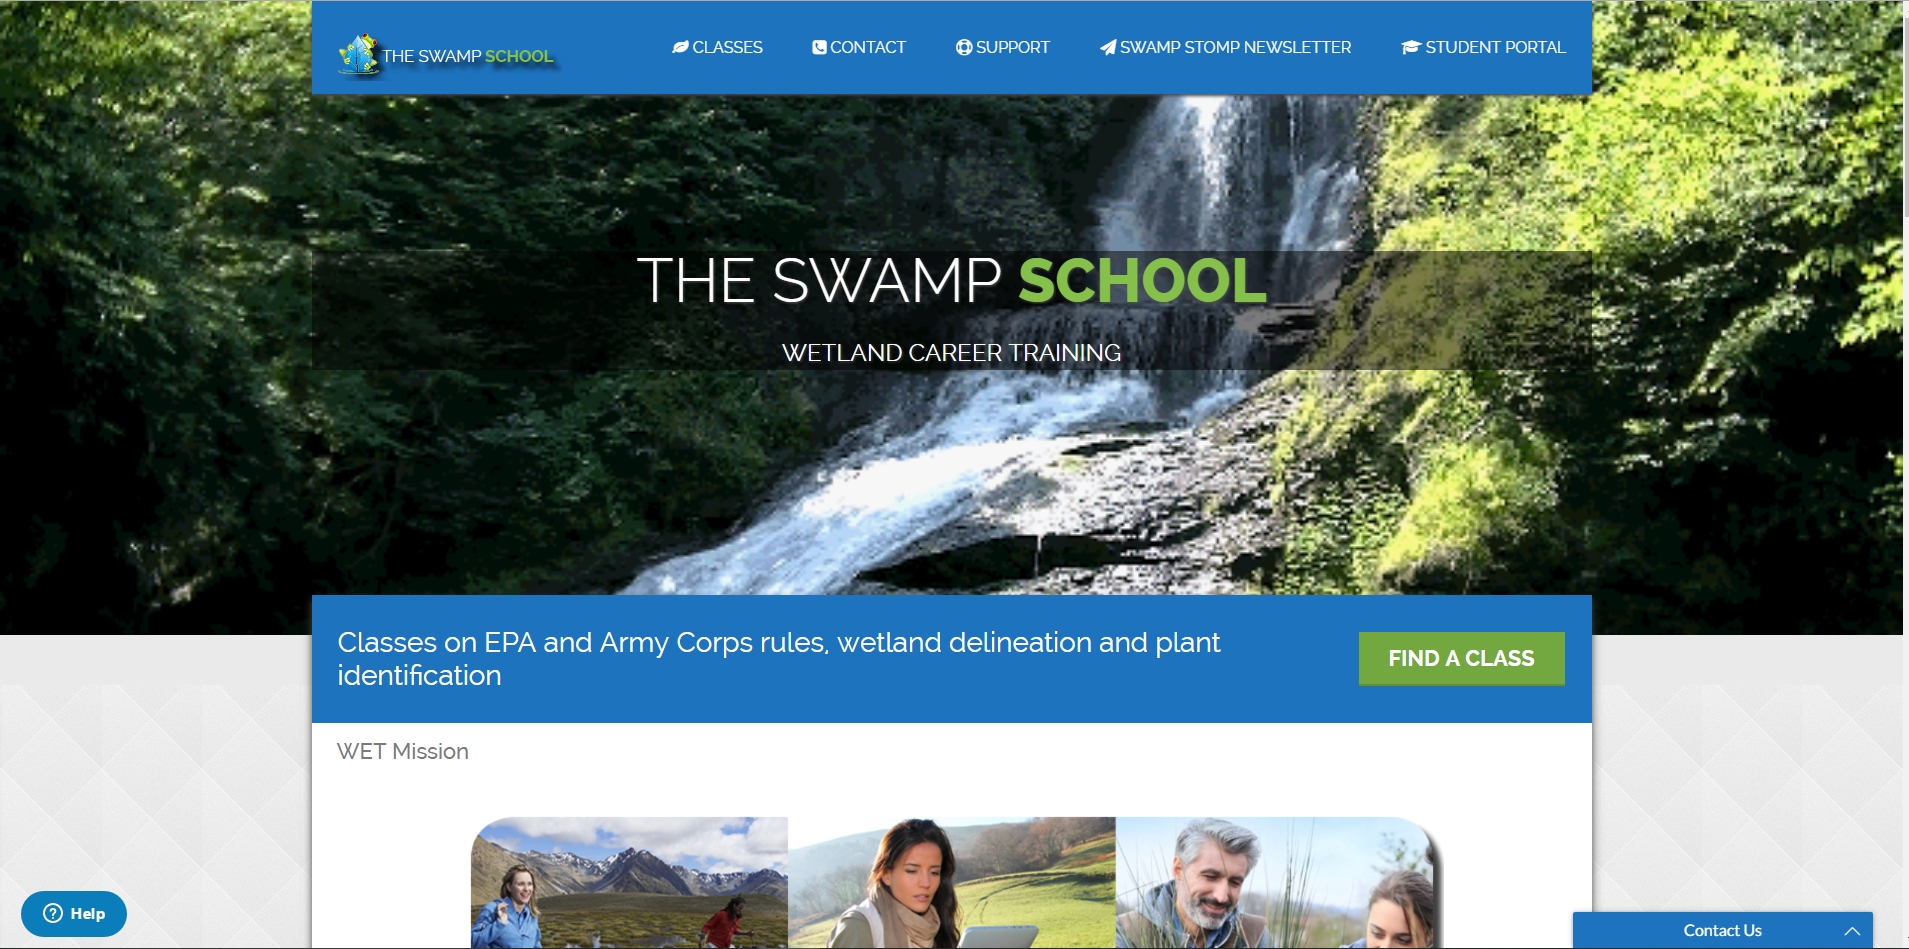 THE SWAMP SCHOOL
CLASSES
CONTACT
SUPPORT
SWAMP STOMP NEWSLETTER
STUDENT PORTAL
THE SWAMP SCHOOL
WETLAND CAREER TRAINING
Classes on EPA and Army Corps rules, wetland delineation and plant
identification
FIND A CLASS
WET Mission
Help
Contact Us